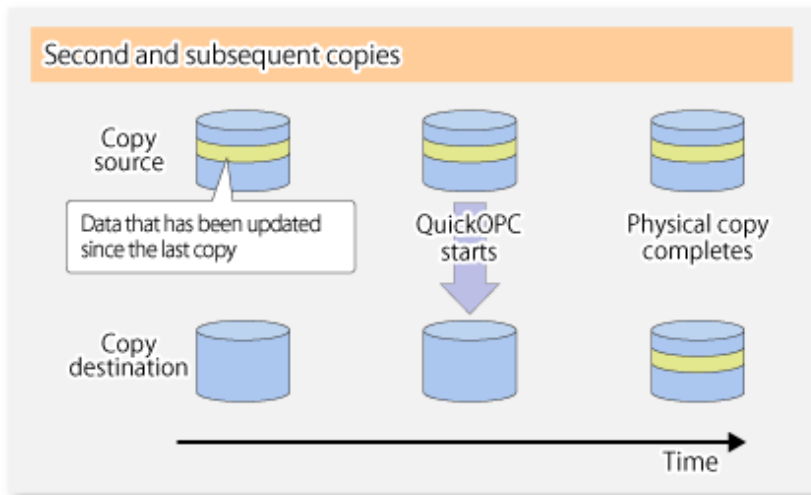 Second and subsequent copies
Copy
source
Data that has been updated
since the last copy
QuickOPC
starts
Physical copy
completes
Copy
destination
Time